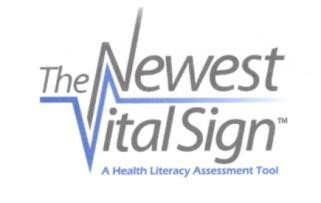 The Newest
Vital Sign™
A Health Literacy Assessment Tool